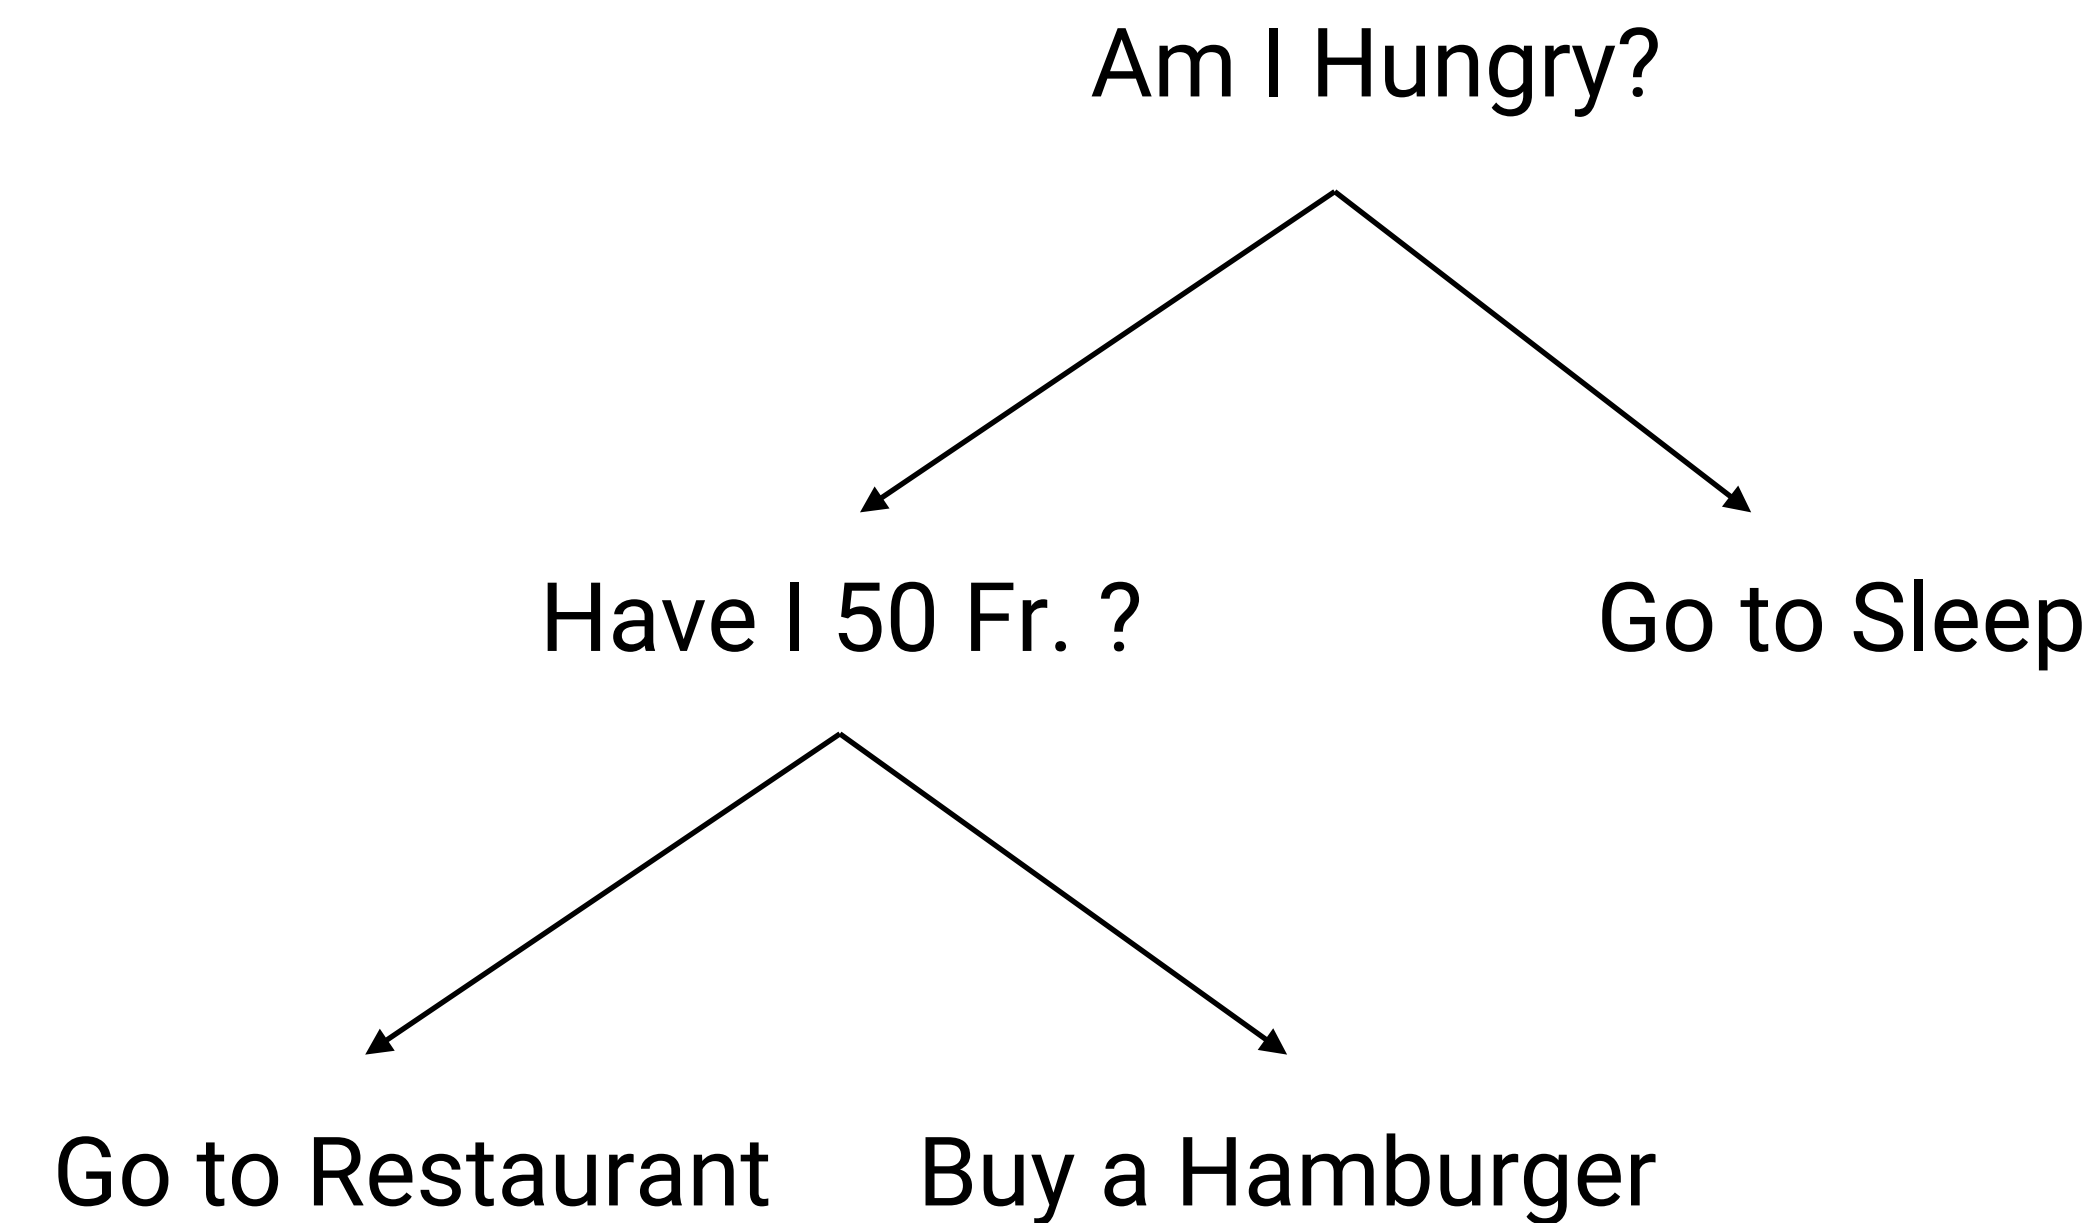 Am I Hungry?
Have I 50 Fr. ?
Go to Sleep
Go to Restaurant
Buy a Hamburger